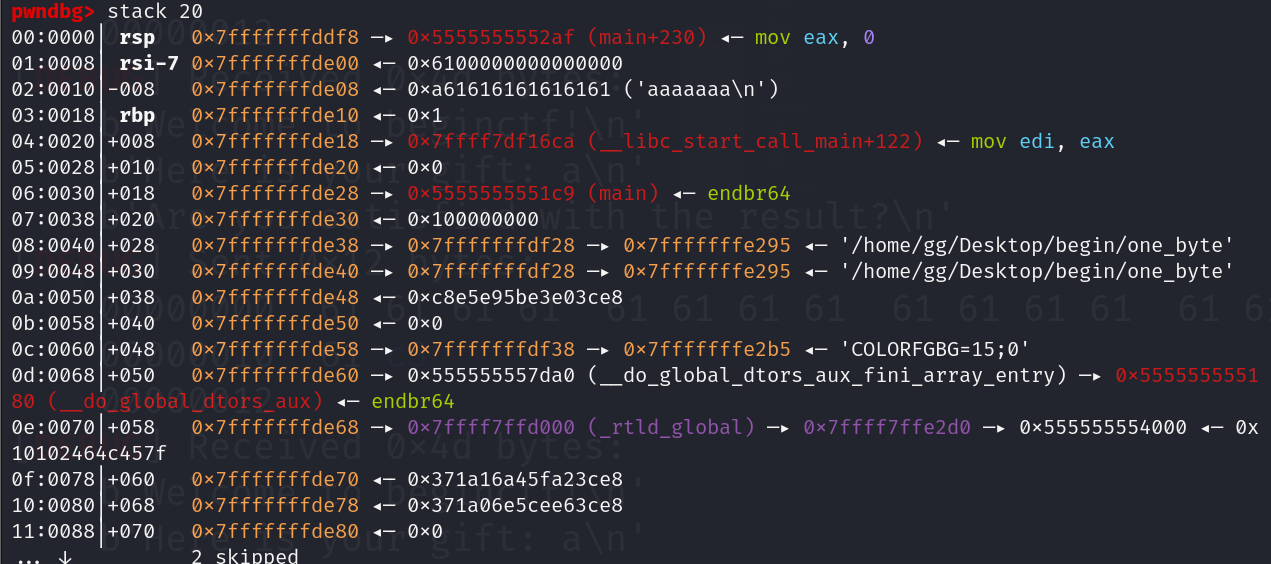 pwndbg> stack 20
00:0000│ rsp 0×7fffffffddf8 —▸ 0×5555555552af (main+230) ◂— mov eax, 0
01:0008│ rsi-7 0×7fffffffde00 ◂— 0×6100000000000000
02:0010│-008 0×7fffffffde08 ◂— 0×a61616161616161 ('aaaaaaa\n')
03:0018│ rbp 0×7fffffffde10 ◂— 0×1
04:0020│+008 0×7fffffffde18 —▸ 0×7ffff7df16ca (__libc_start_call_main+122) ◂— mov edi, eax
05:0028│+010 0×7fffffffde20 ◂— 0×0
06:0030│+018 0×7fffffffde28 —▸ 0×5555555551c9 (main) ◂— endbr64
07:0038│+020 0×7fffffffde30 ◂— 0×100000000
08:0040│+028 0×7fffffffde38 —▸ 0×7fffffffdf28 —▸ 0×7fffffffe295 ◂— '/home/gg/Desktop/begin/one_byte'
09:0048│+030 0×7fffffffde40 —▸ 0×7fffffffdf28 —▸ 0×7fffffffe295 ◂— '/home/gg/Desktop/begin/one_byte'
0a:0050│+038 0×7fffffffde48 ◂— 0×c8e5e95be3e03ce8
0b:0058│+040 0×7fffffffde50 ◂— 0×0
0c:0060│+048 0×7fffffffde58 —▸ 0×7fffffffdf38 —▸ 0×7fffffffe2b5 ◂— 'COLORFGBG=15;0'
0d:0068│+050 0×7fffffffde60 —▸ 0×555555557da0 (__do_global_dtors_aux_fini_array_entry) —▸ 0×5555555551
80 (__do_global_dtors_aux) ◂— endbr64
0e:0070│+058 0×7fffffffde68 —▸ 0×7ffff7ffd000 (_rtld_global) —▸ 0×7ffff7ffe2d0 —▸ 0×555555554000 ◂— 0x
10102464c457f
0f:0078│+060 0×7fffffffde70 ◂— 0×371a16a45fa23ce8
10:0080│+068 0×7fffffffde78 ◂— 0×371a06e5cee63ce8
11:0088│+070 0×7fffffffde80 ◂— 0×0
... ↓ 2 skipped